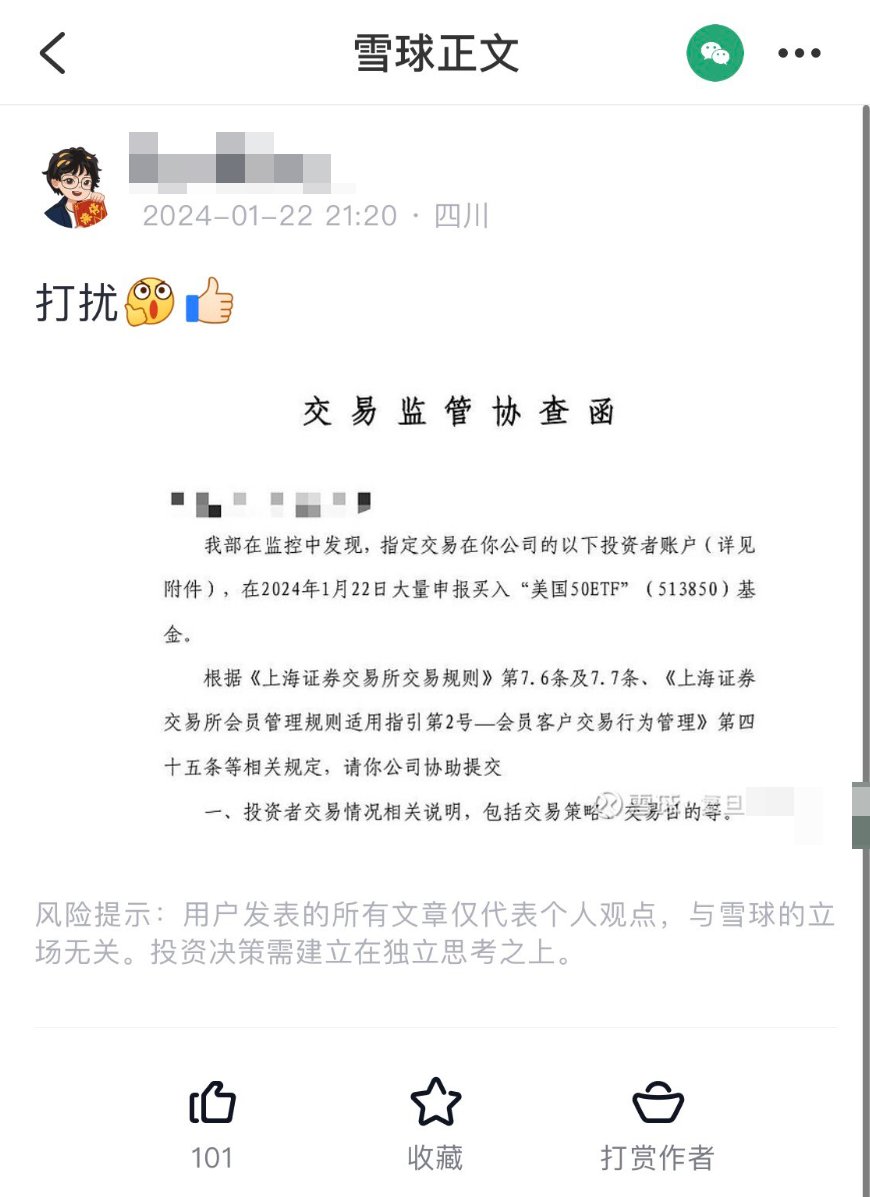 雪球正文
2024-01-22 21:20 · 四川
打扰
交易监管协查函
我部在监控中发现，指定交易在你公司的以下投资者账户（详见
附件），在2024年1月22日大量申报买入“美国50ETF”（513850）基
金。
根据《上海证券交易所交易规则》第7.6条及7.7条、《上海证券
交易所会员管理规则适用指引第2号—会员客户交易行为管理》第四
十五条等相关规定，请你公司协助提交
一、投资者交易情况相关说明，包括交易策略、交易目的等。
雪球：复旦
风险提示：用户发表的所有文章仅代表个人观点，与雪球的立
场无关。投资决策需建立在独立思考之上。
101
收藏
打赏作者